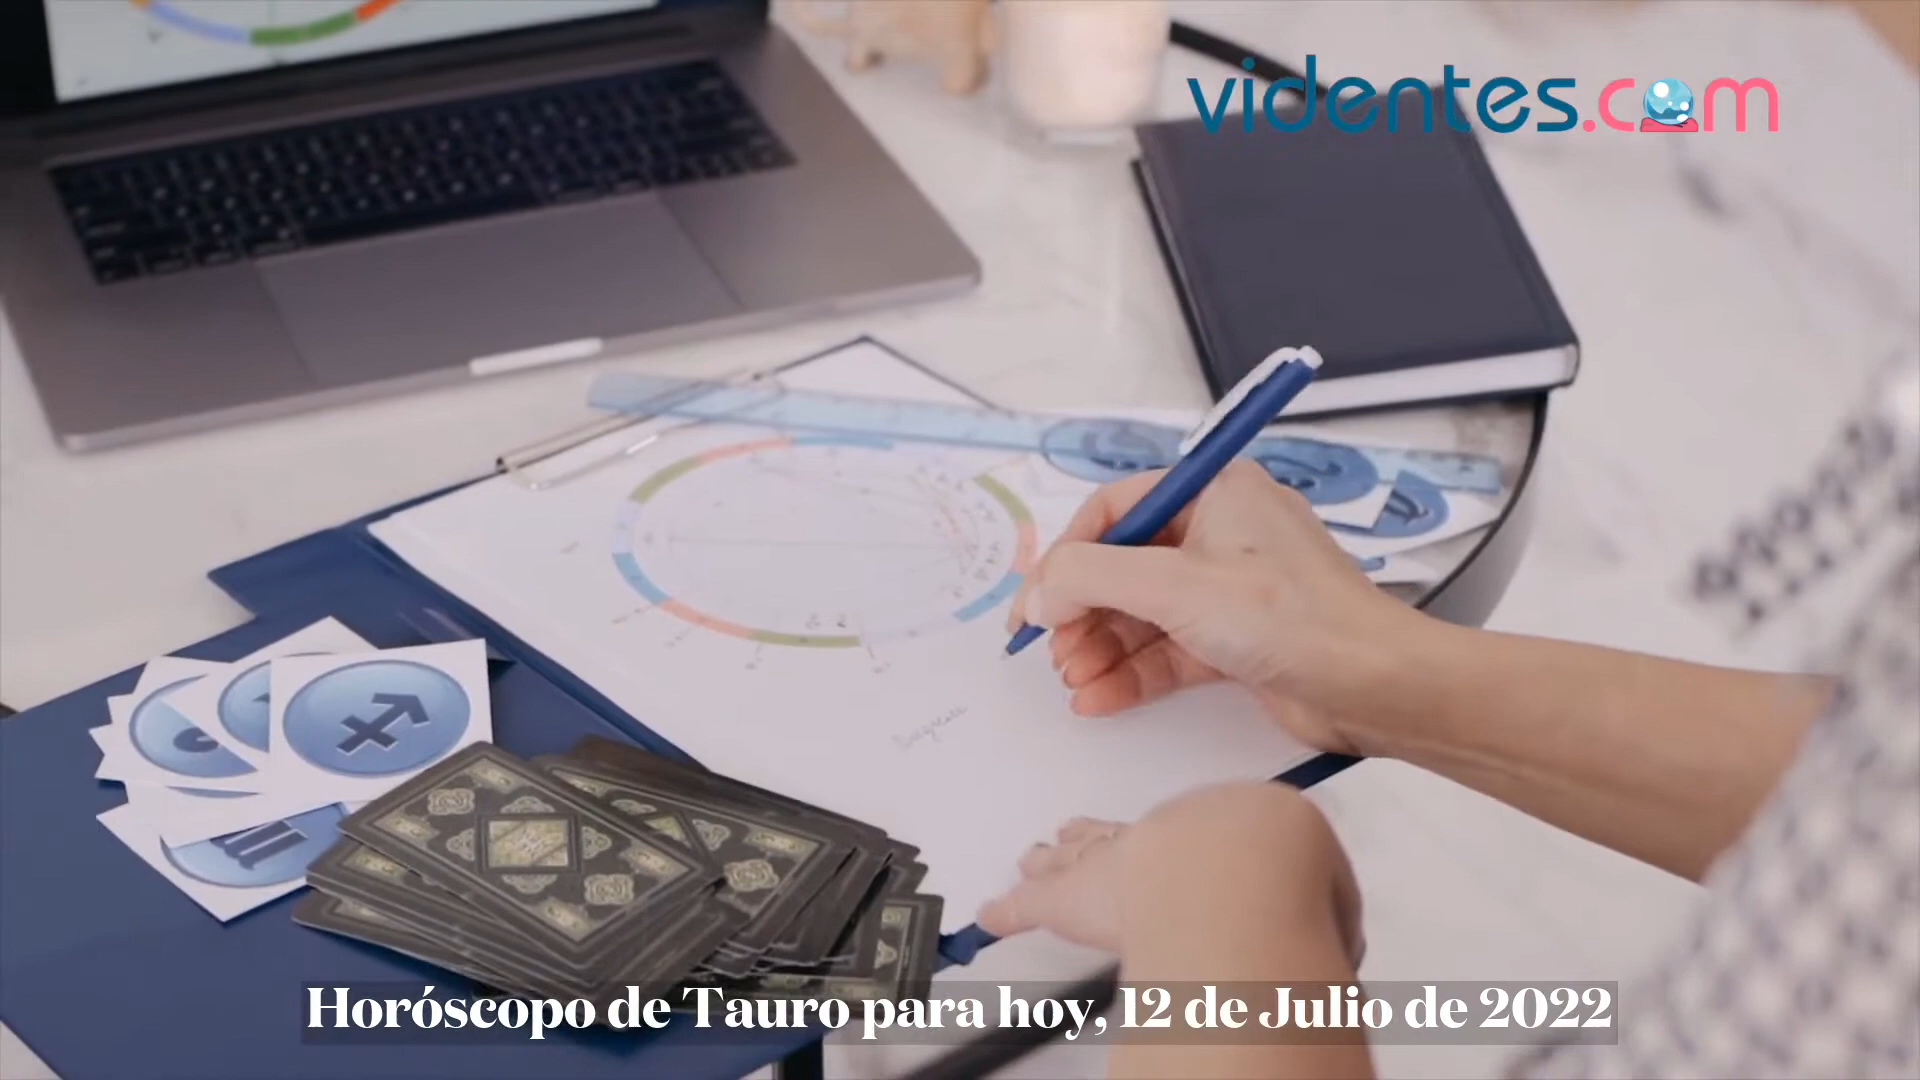 videntes.com
Horóscopo de Tauro para hoy, 12 de Julio de 2022